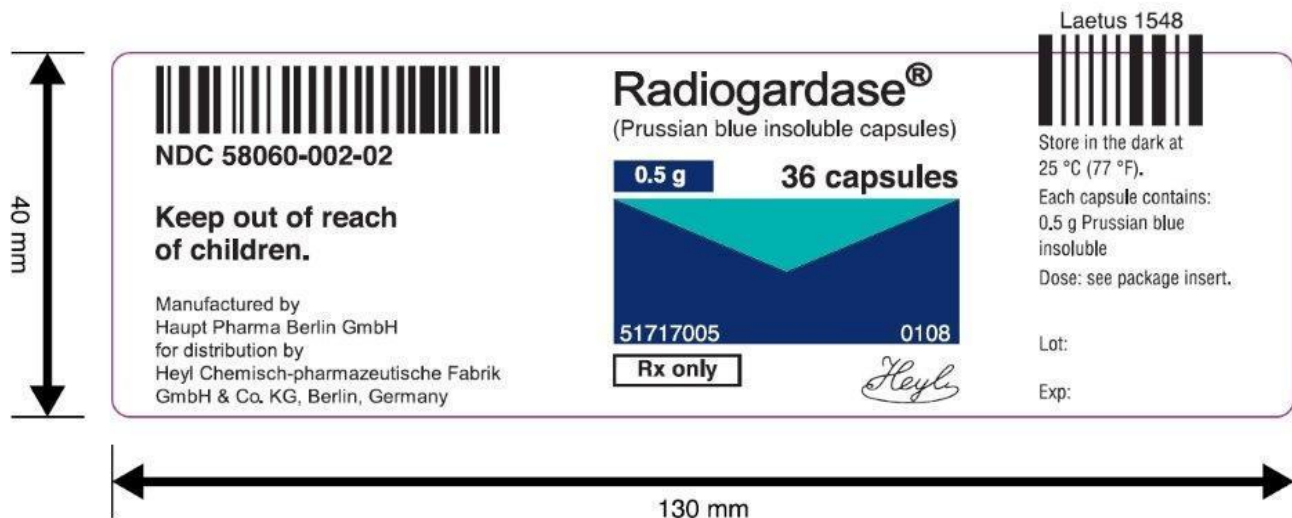 Laetus 1548
40 mm
NDC 58060-002-02
Keep out of reach
of children.
Manufactured by
Haupt Pharma Berlin GmbH
for distribution by
Heyl Chemisch-pharmazeutische Fabrik
GmbH & Co. KG, Berlin, Germany
Radiogardase®
(Prussian blue insoluble capsules)
0.5 g 36 capsules
51717005 0108
Rx only Heyl
Store in the dark at
25 °C (77 °F).
Each capsule contains:
0.5 g Prussian blue
insoluble
Dose: see package insert.
Lot:
Exp:
130 mm